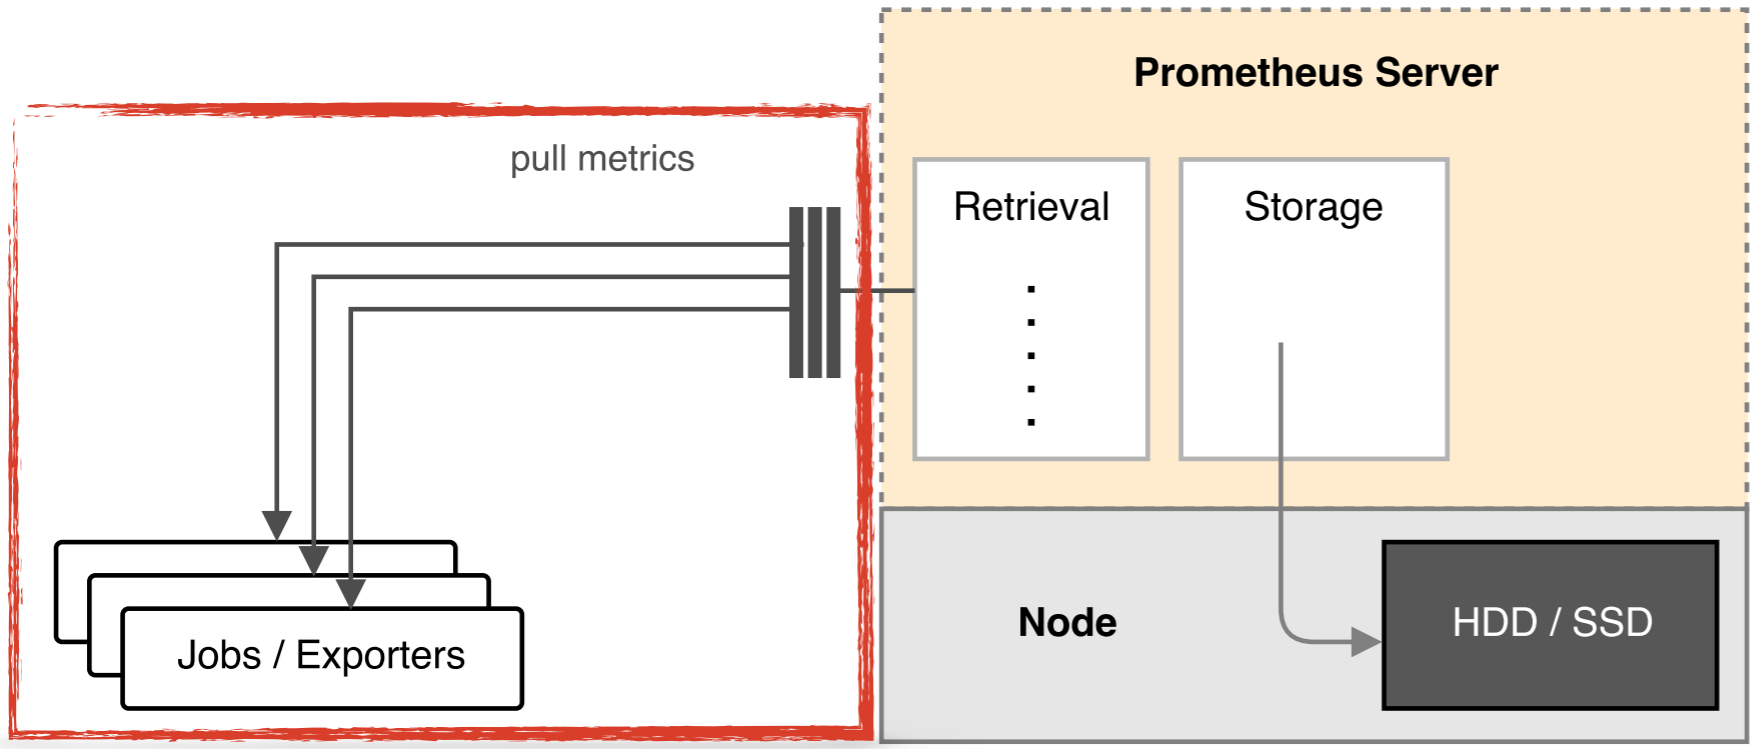 Prometheus Server
pull metrics
Retrieval
Storage
Node
HDD / SSD
Jobs / Exporters